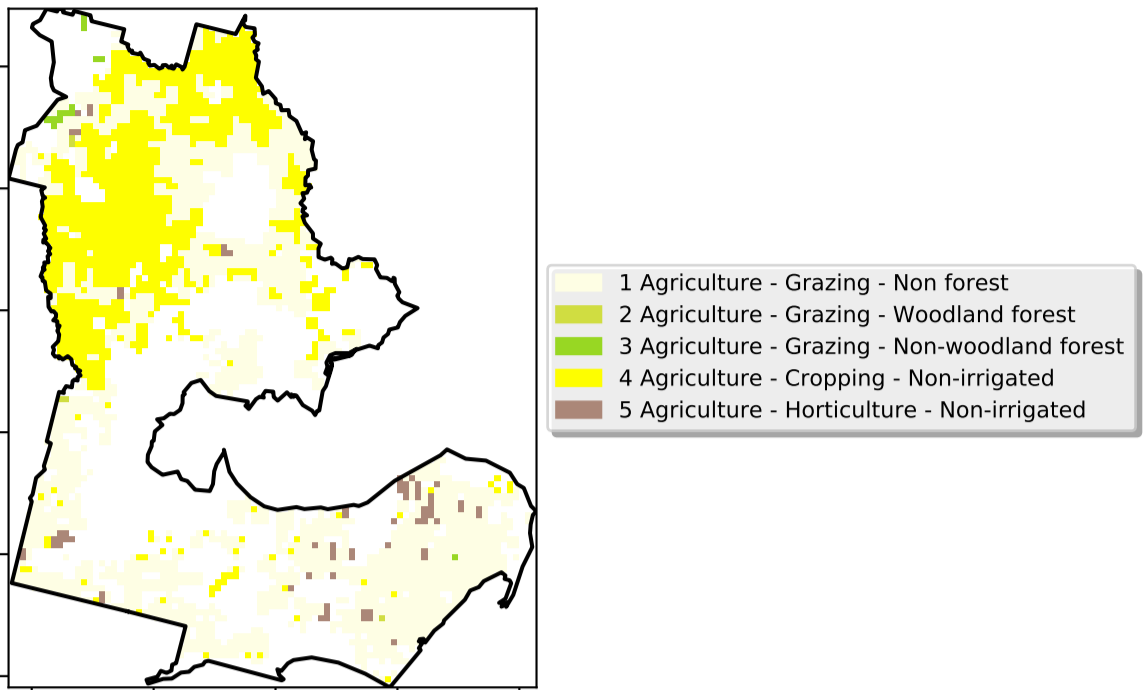 1 Agriculture - Grazing - Non forest
2 Agriculture - Grazing - Woodland forest
3 Agriculture - Grazing - Non-woodland forest
4 Agriculture - Cropping - Non-irrigated
5 Agriculture - Horticulture - Non-irrigated